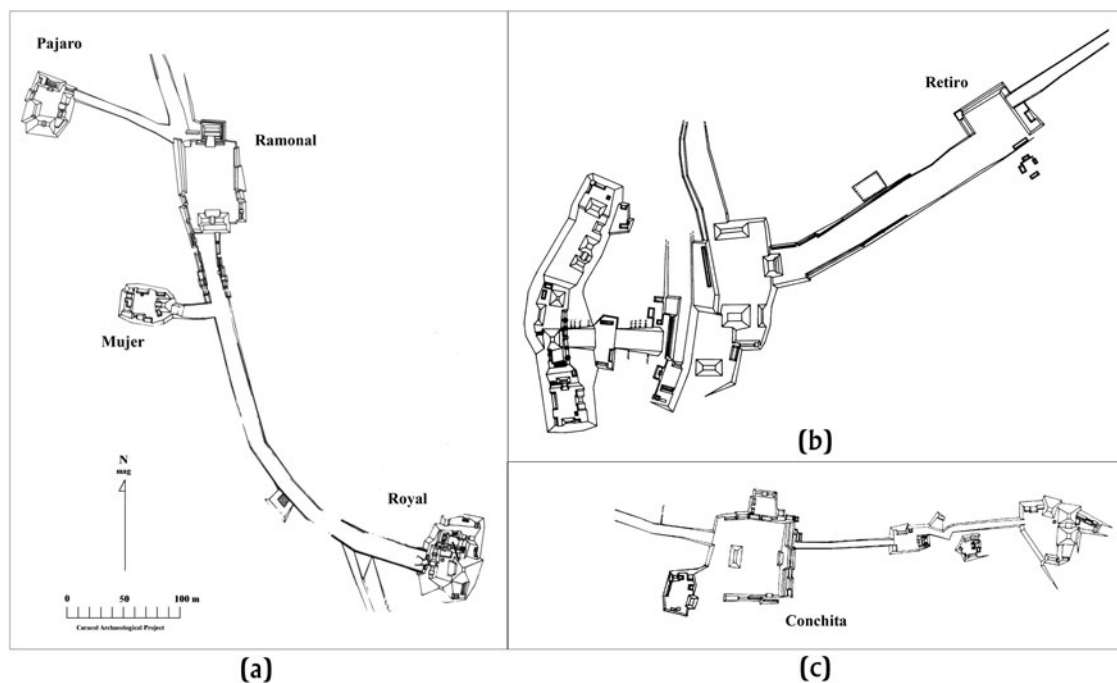 Pajaro
Ramonal
Mujer
Royal
N
mag
0 50 100 m
Caracol Archaeological Project
(a)
Retiro
(b)
Conchita
(c)